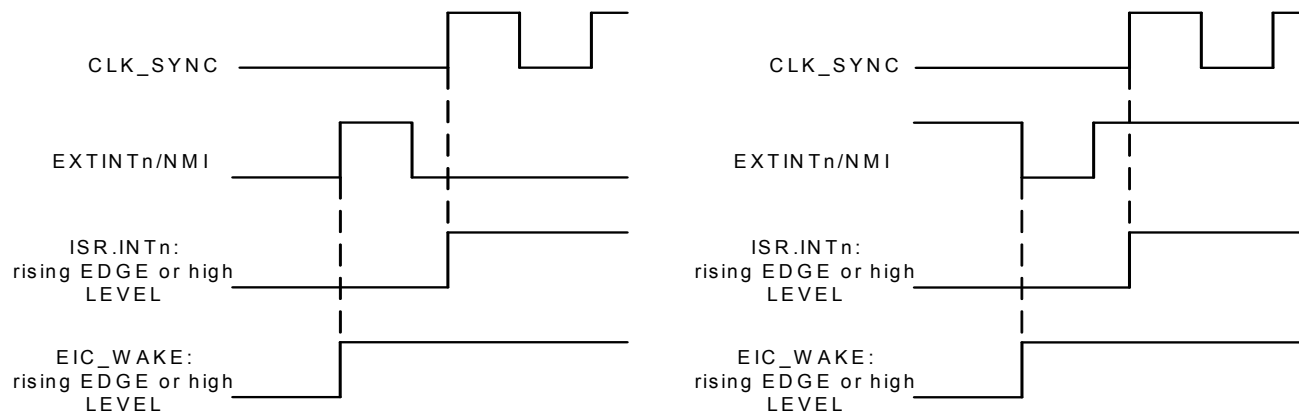 CLK_SYNC
EXTINTn/NMI
ISR.INTn:
rising EDGE or high
LEVEL
EIC_WAKE:
rising EDGE or high
LEVEL
CLK_SYNC
EXTINTn/NMI
ISR.INTn:
rising EDGE or high
LEVEL
EIC_WAKE:
rising EDGE or high
LEVEL